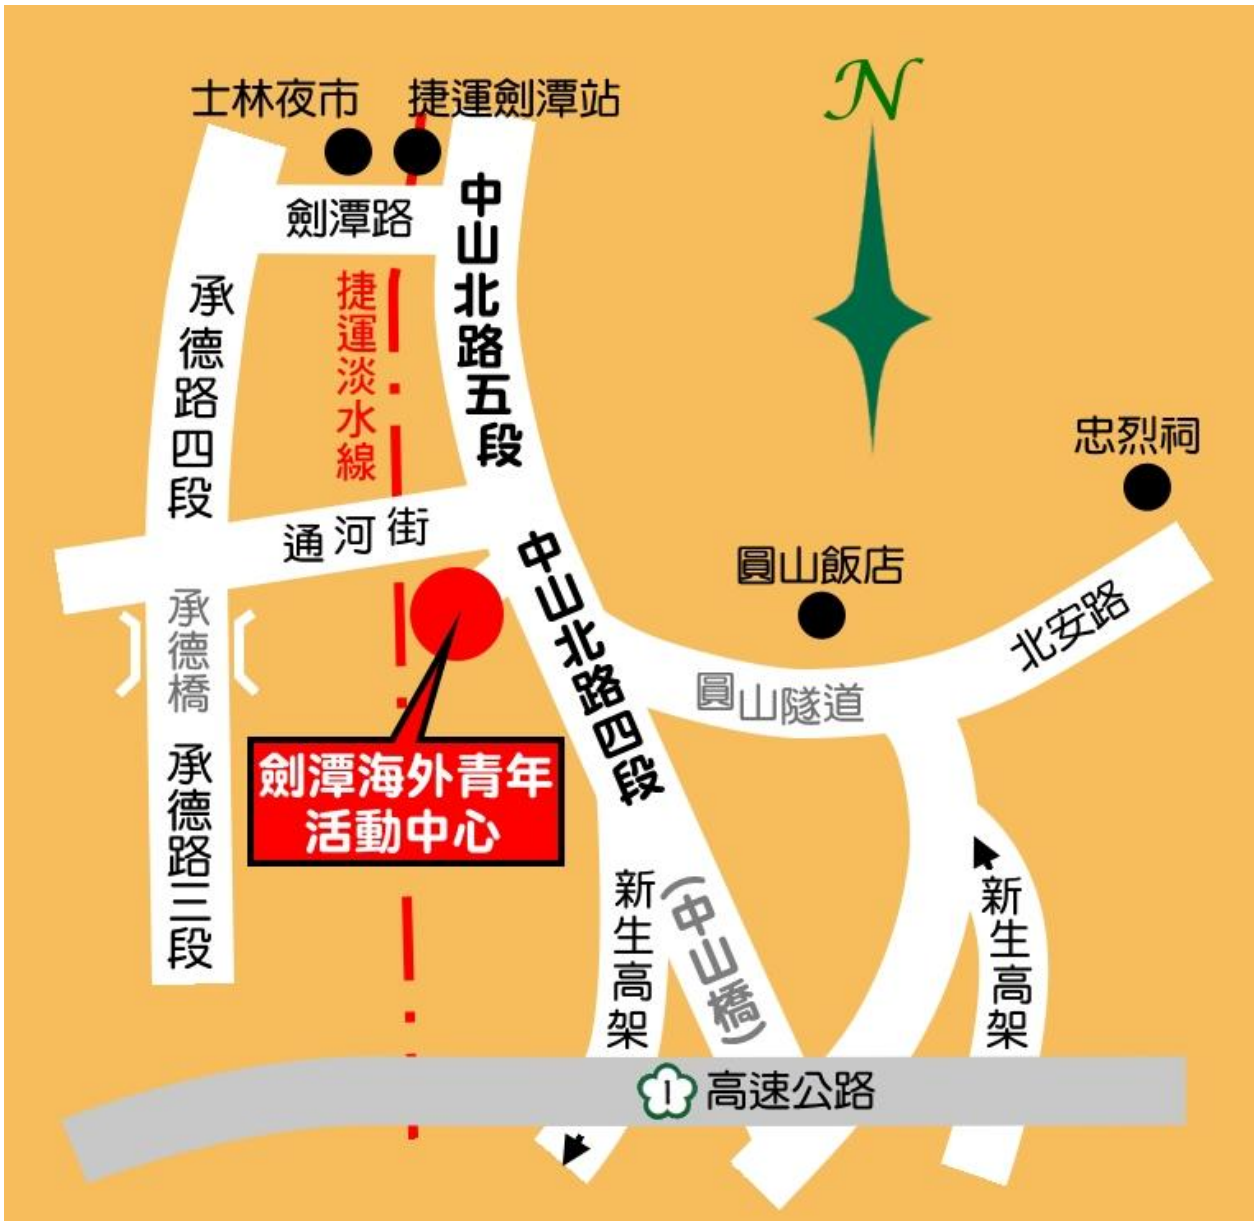 N
士林夜市
捷運劍潭站
劍潭路
中山北路五段
承德路四段
捷運淡水線
忠烈祠
通河街
圓山飯店
中山北路四段
北安路
承德橋
圓山隧道
劍潭海外青年
活動中心
承德路三段
新生高架
(中山橋)
新生高架
1
高速公路